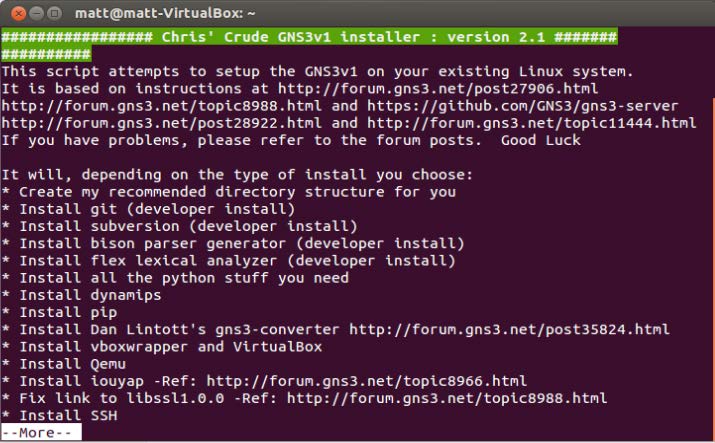 matt@matt-VirtualBox: ~
################# Chris' Crude GNS3v1 installer : version 2.1 #######
##########
This script attempts to setup the GNS3v1 on your existing Linux system.
It is based on instructions at http://forum.gns3.net/post27906.html
http://forum.gns3.net/topic8988.html and https://github.com/GNS3/gns3-server
http://forum.gns3.net/post28922.html and http://forum.gns3.net/topic11444.html
If you have problems, please refer to the forum posts.  Good Luck
It will, depending on the type of install you choose:
* Create my recommended directory structure for you
* Install git (developer install)
* Install subversion (developer install)
* Install bison parser generator (developer install)
* Install flex lexical analyzer (developer install)
* Install all the python stuff you need
* Install dynamips
* Install pip
* Install Dan Lintott's gns3-converter http://forum.gns3.net/post35824.html
* Install vboxwrapper and VirtualBox
* Install Qemu
* Install iouyap -Ref: http://forum.gns3.net/topic8966.html
* Fix link to libssl1.0.0 -Ref: http://forum.gns3.net/topic8988.html
* Install SSH
--More--